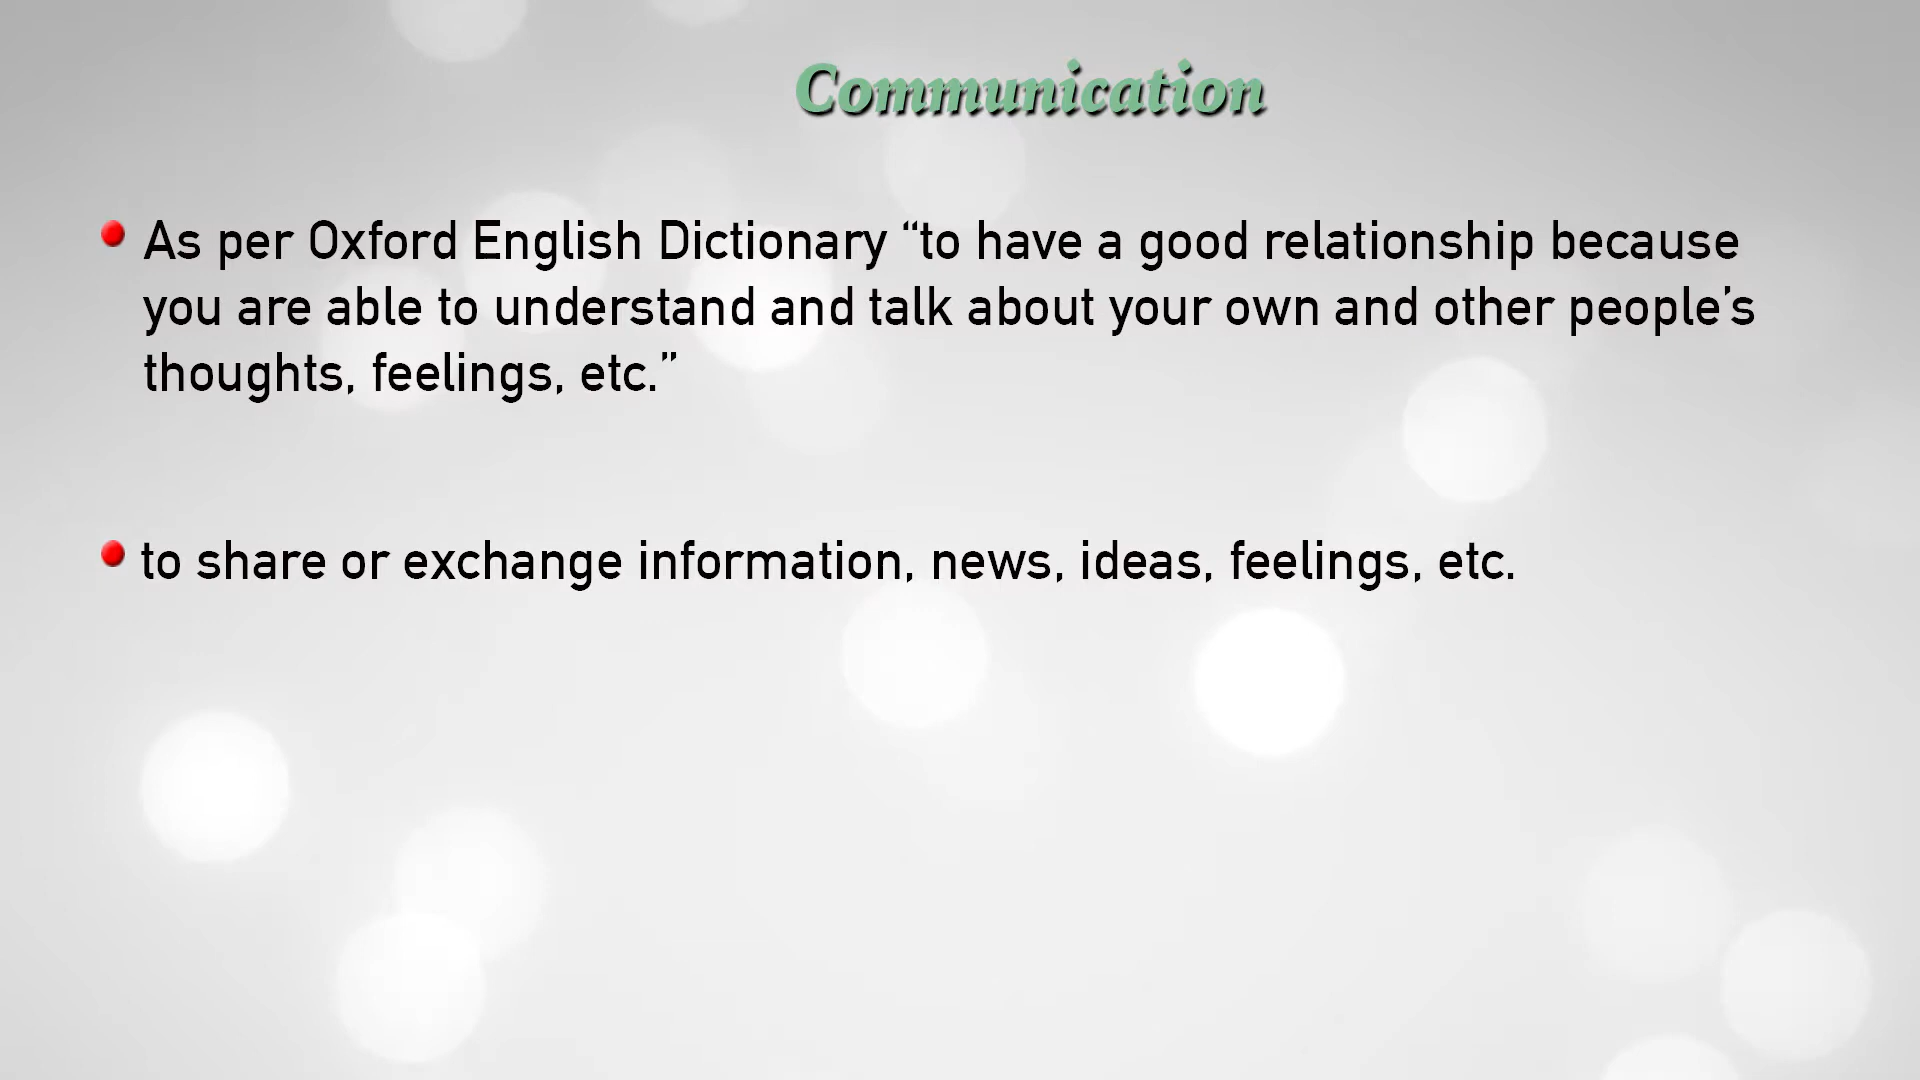 Communication
As per Oxford English Dictionary “to have a good relationship because
you are able to understand and talk about your own and other people’s
thoughts, feelings, etc.”
to share or exchange information, news, ideas, feelings, etc.